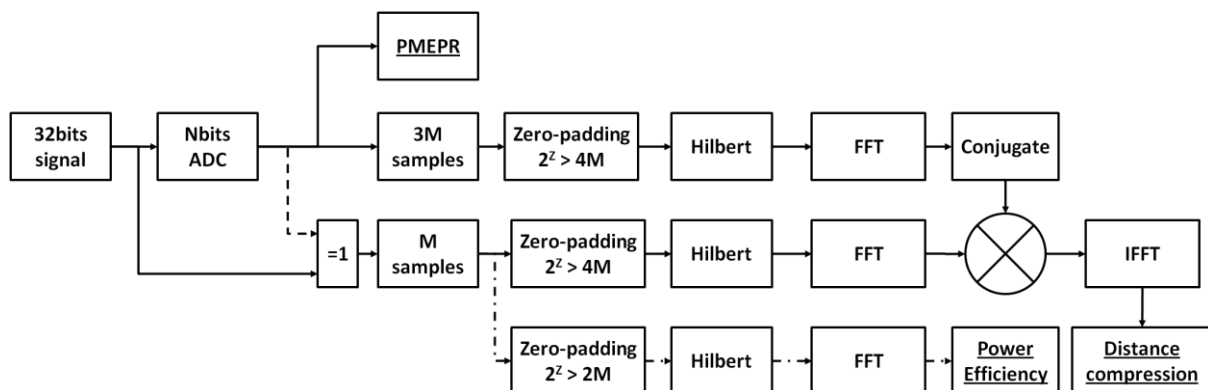 PMEPR
32bits
signal
Nbits
ADC
3M
samples
Zero-padding
2^Z > 4M
Hilbert
FFT
Conjugate
=1
M
samples
Zero-padding
2^Z > 4M
Hilbert
FFT
IFFT
Zero-padding
2^Z > 2M
Hilbert
FFT
Power
Efficiency
Distance
compression